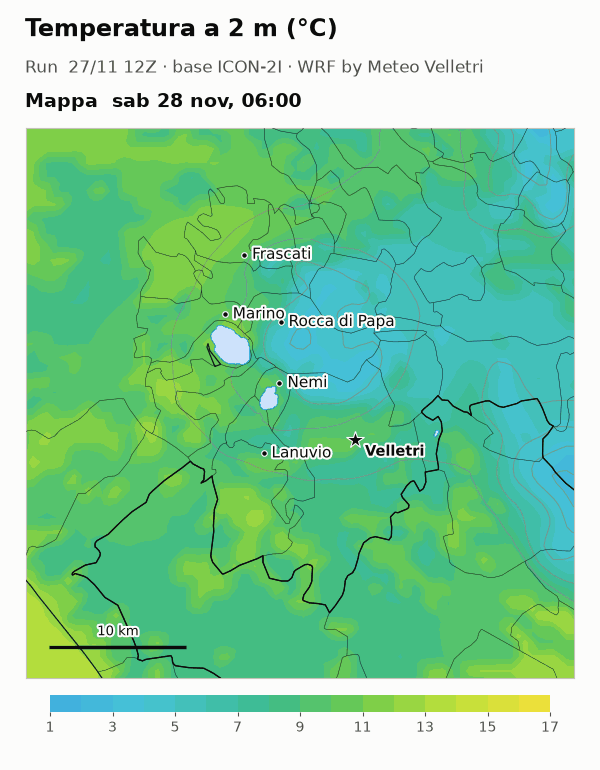 Temperatura a 2 m (°C)
Run 27/11 12Z · base ICON-2I · WRF by Meteo Velletri
Mappa sab 28 nov, 06:00
Frascati
Marino
Rocca di Papa
Nemi
Velletri
Lanuvio
10 km
1 3 5 7 9 11 13 15 17